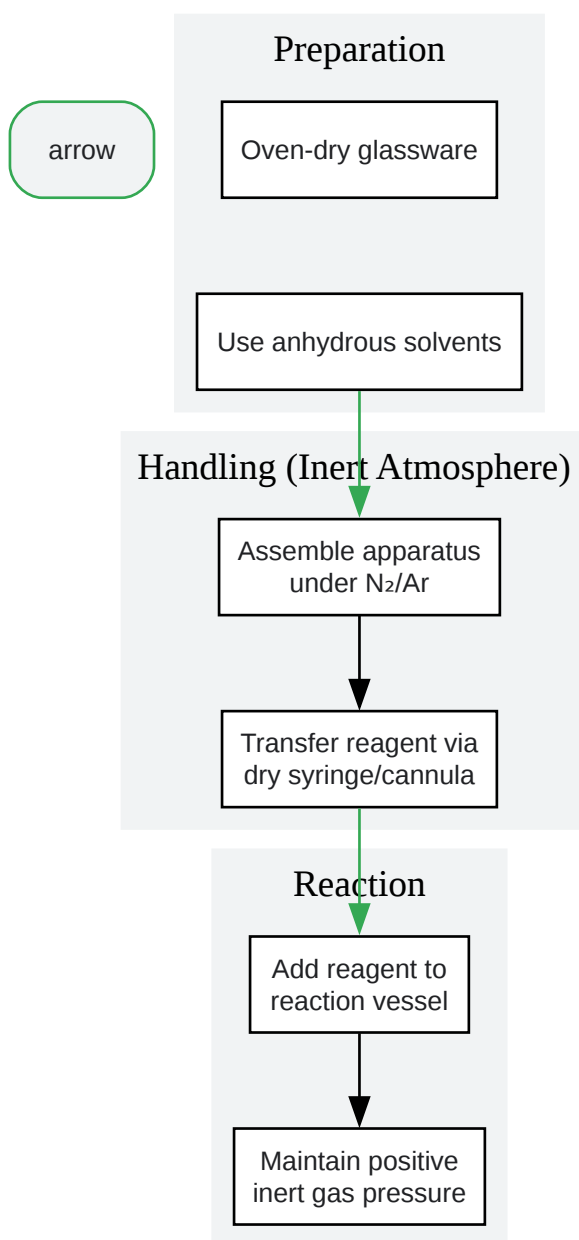 Preparation
arrow
Oven-dry glassware
Use anhydrous solvents
Handling (Inert Atmosphere)
Assemble apparatus
under N₂/Ar
Transfer reagent via
dry syringe/cannula
Reaction
Add reagent to
reaction vessel
Maintain positive
inert gas pressure